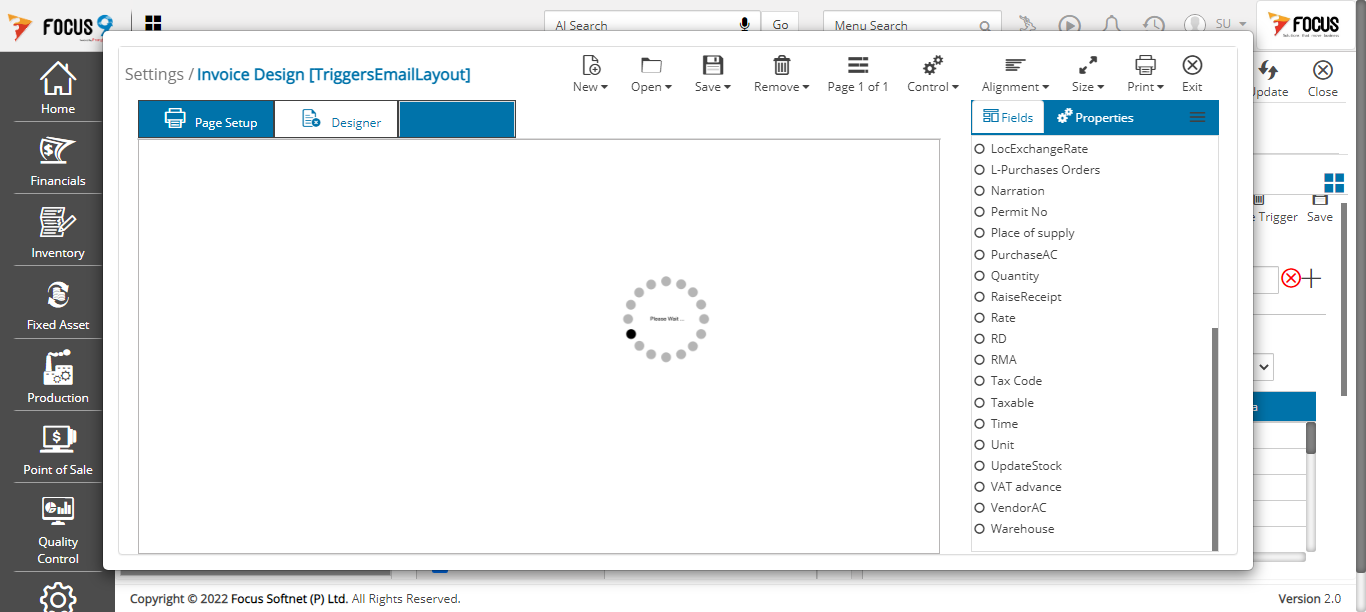 FOCUS 9
AI Search
Go
Menu Search
SU
FOCUS
Settings / Invoice Design [TriggersEmailLayout]
New
Open
Save
Remove
Page 1 of 1
Control
Alignment
Size
Print
Exit
Update
Close
Page Setup
Designer
Fields
Properties
Home
Financials
Inventory
Fixed Asset
Production
Point of Sale
Quality
Control
Please Wait ...
LocExchangeRate
L-Purchases Orders
Narration
Permit No
Place of supply
PurchaseAC
Quantity
RaiseReceipt
Rate
RD
RMA
Tax Code
Taxable
Time
Unit
UpdateStock
VAT advance
VendorAC
Warehouse
e Trigger
Save
a
Copyright © 2022 Focus Softnet (P) Ltd. All Rights Reserved.
Version 2.0